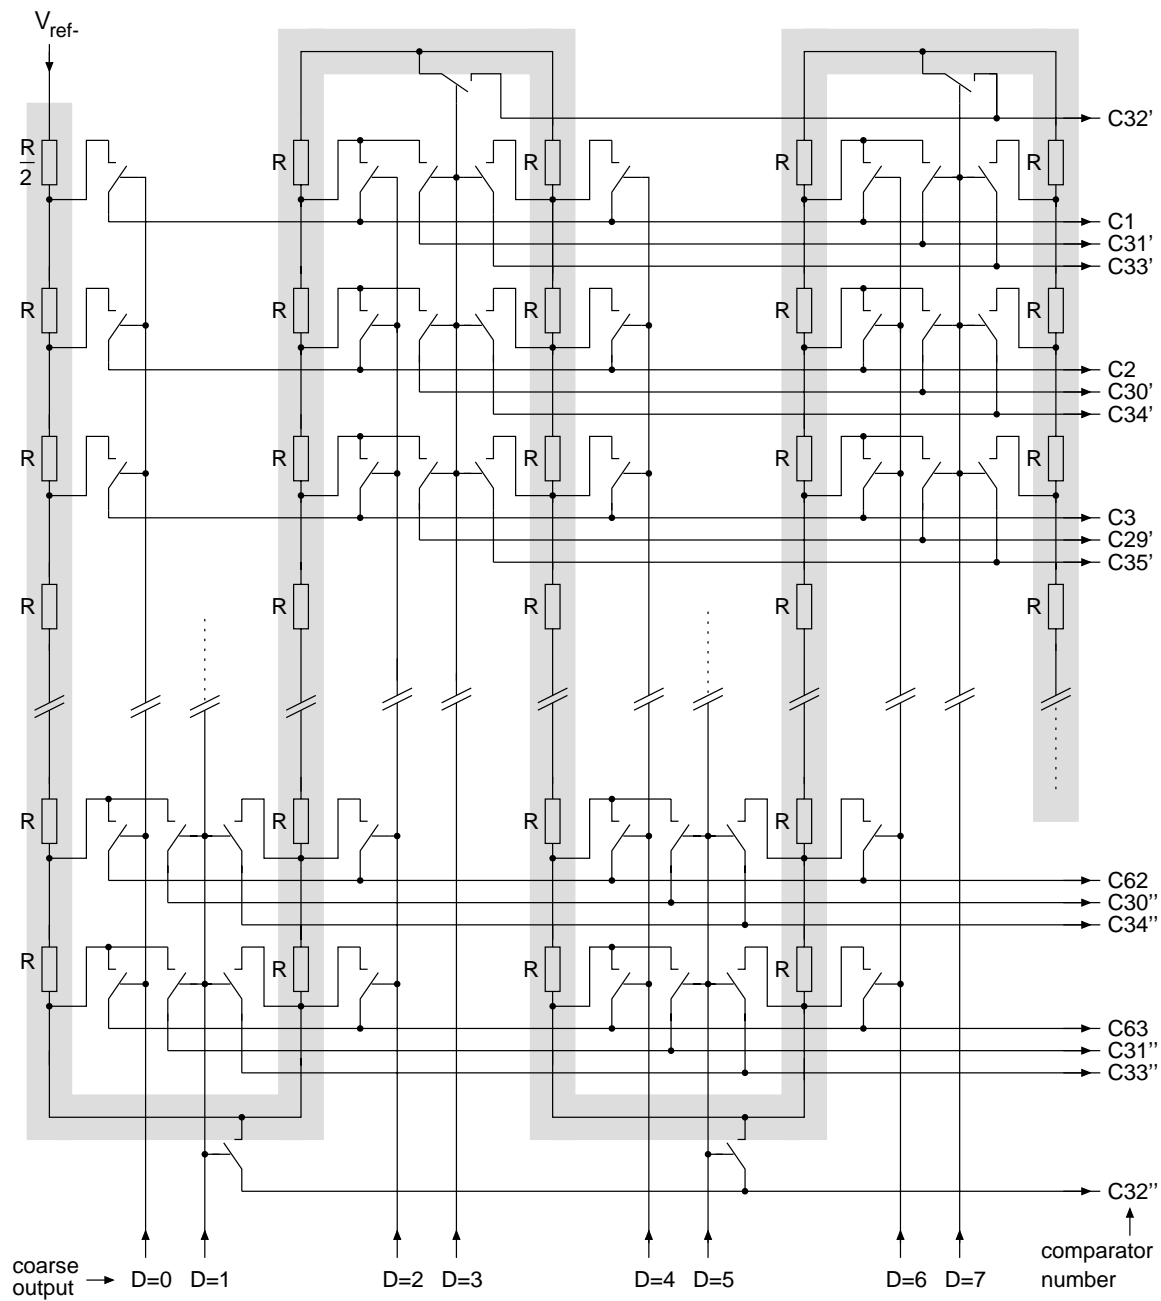 V_ref-
C32'
R/2 R R R R
C1
C31'
C33'
R R R R R
C2
C30'
C34'
R R R R R
C3
C29'
C35'
R R R R R
R R R R
C62
C30''
C34''
R R R R
C63
C31''
C33''
C32''
coarse output D=0 D=1 D=2 D=3 D=4 D=5 D=6 D=7
comparator number